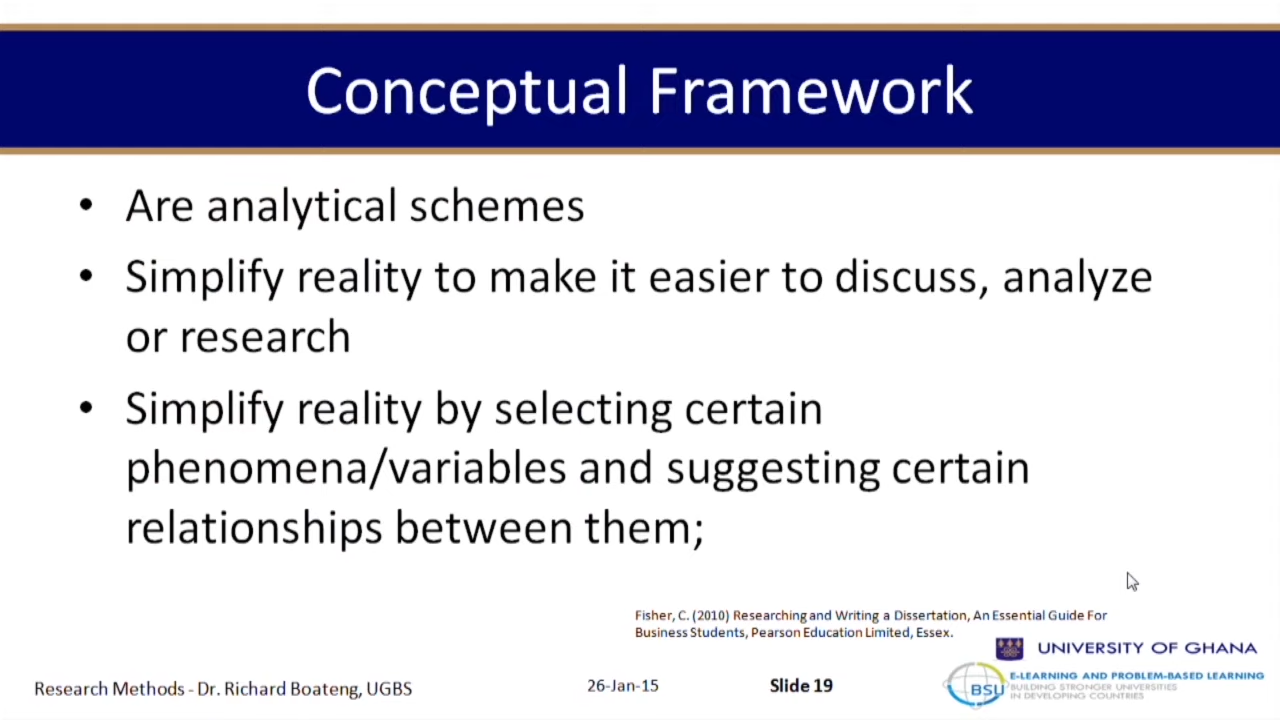 Conceptual Framework
• Are analytical schemes
• Simplify reality to make it easier to discuss, analyze
or research
• Simplify reality by selecting certain
phenomena/variables and suggesting certain
relationships between them;
Fisher, C. (2010) Researching and Writing a Dissertation, An Essential Guide For
Business Students, Pearson Education Limited, Essex.
UNIVERSITY OF GHANA
BSU
E-LEARNING AND PROBLEM-BASED LEARNING
BUILDING STRONGER UNIVERSITIES
IN DEVELOPING COUNTRIES
Research Methods - Dr. Richard Boateng, UGBS
26-Jan-15
Slide 19